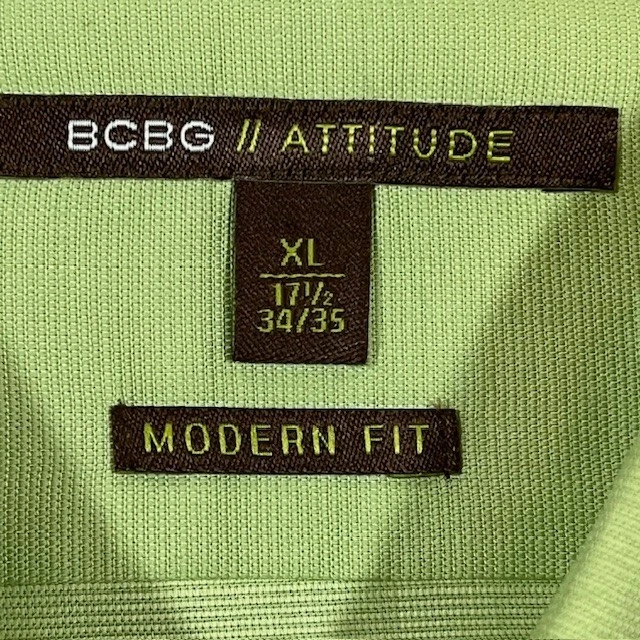 BCBG // ATTITUDE
XL
17½
34/35
MODERN FIT